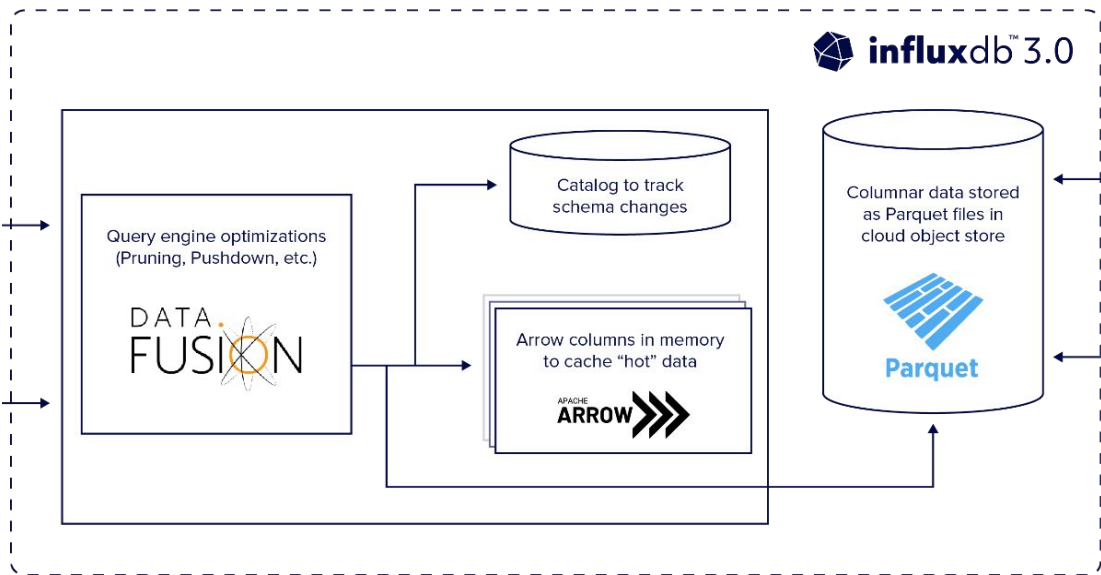 influxdb™ 3.0
Catalog to track
schema changes
Columnar data stored
as Parquet files in
cloud object store
Query engine optimizations
(Pruning, Pushdown, etc.)
DATA
FUSION
Arrow columns in memory
to cache “hot” data
APACHE
ARROW
Parquet